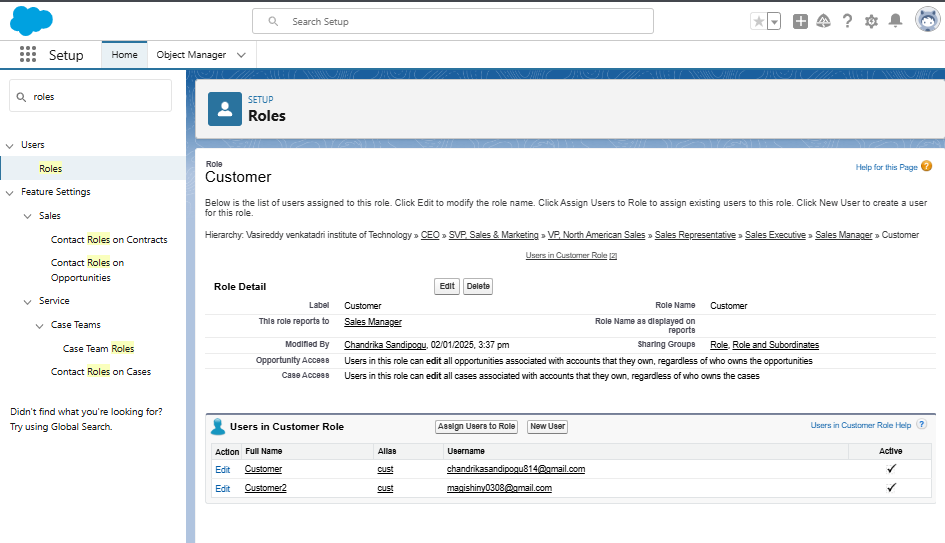 Search Setup
Setup
Home
Object Manager
roles
Users
Roles
Feature Settings
Sales
Contact Roles on Contracts
Contact Roles on
Opportunities
Service
Case Teams
Case Team Roles
Contact Roles on Cases
Didn't find what you're looking for?
Try using Global Search.
SETUP
Roles
Role
Customer
Help for this Page
Below is the list of users assigned to this role. Click Edit to modify the role name. Click Assign Users to Role to assign existing users to this role. Click New User to create a user
for this role.
Hierarchy: Vasireddy venkatadri institute of Technology » CEO » SVP, Sales & Marketing » VP, North American Sales » Sales Representative » Sales Executive » Sales Manager » Customer
Users in Customer Role [2]
Role Detail
Edit
Delete
Label Customer Role Name Customer
This role reports to Sales Manager Role Name as displayed on
reports
Modified By Chandrika Sandipogu, 02/01/2025, 3:37 pm Sharing Groups Role, Role and Subordinates
Opportunity Access Users in this role can edit all opportunities associated with accounts that they own, regardless of who owns the opportunities
Case Access Users in this role can edit all cases associated with accounts that they own, regardless of who owns the cases
Users in Customer Role
Assign Users to Role
New User
Users in Customer Role Help
Action Full Name Alias Username Active
Edit Customer cust chandrikasandipogu814@gmail.com
Edit Customer2 cust magishiny0308@gmail.com